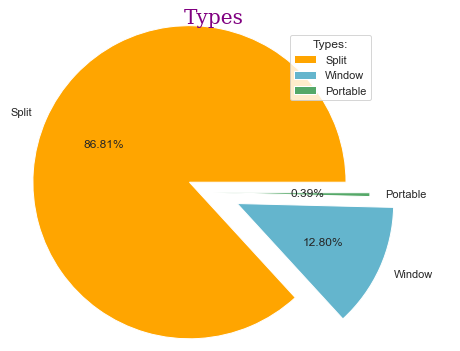 Types
Types:
Split
Window
Portable
Split
86.81%
0.39%
Portable
12.80%
Window